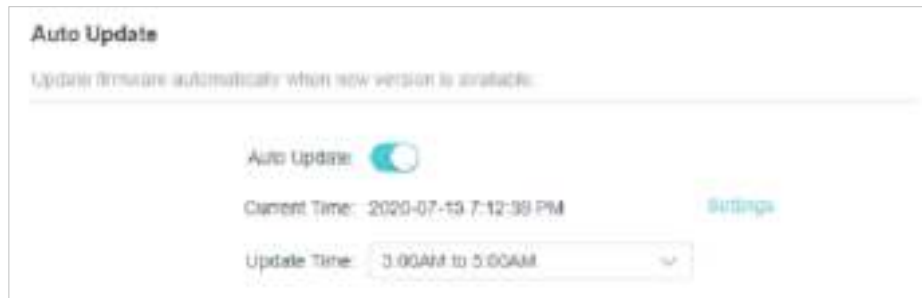 Auto Update
Update firmware automatically when new version is available.
Auto Update:
Current Time: 2020-07-13 7:12:39 PM Settings
Update Time: 3:00AM to 5:00AM